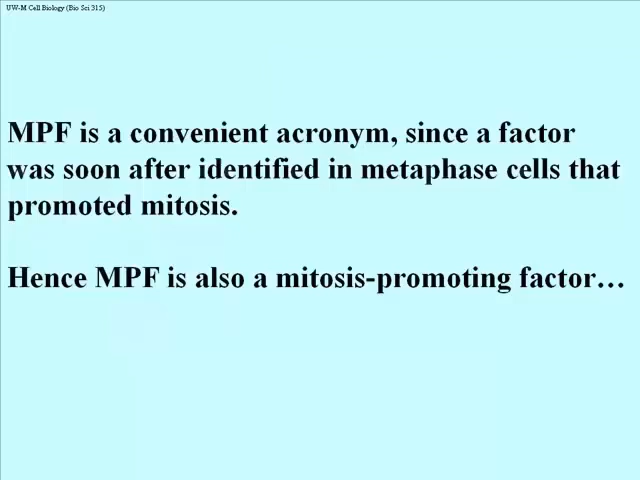 UW-M Cell Biology (Bio Sci 315)
MPF is a convenient acronym, since a factor
was soon after identified in metaphase cells that
promoted mitosis.
Hence MPF is also a mitosis-promoting factor…